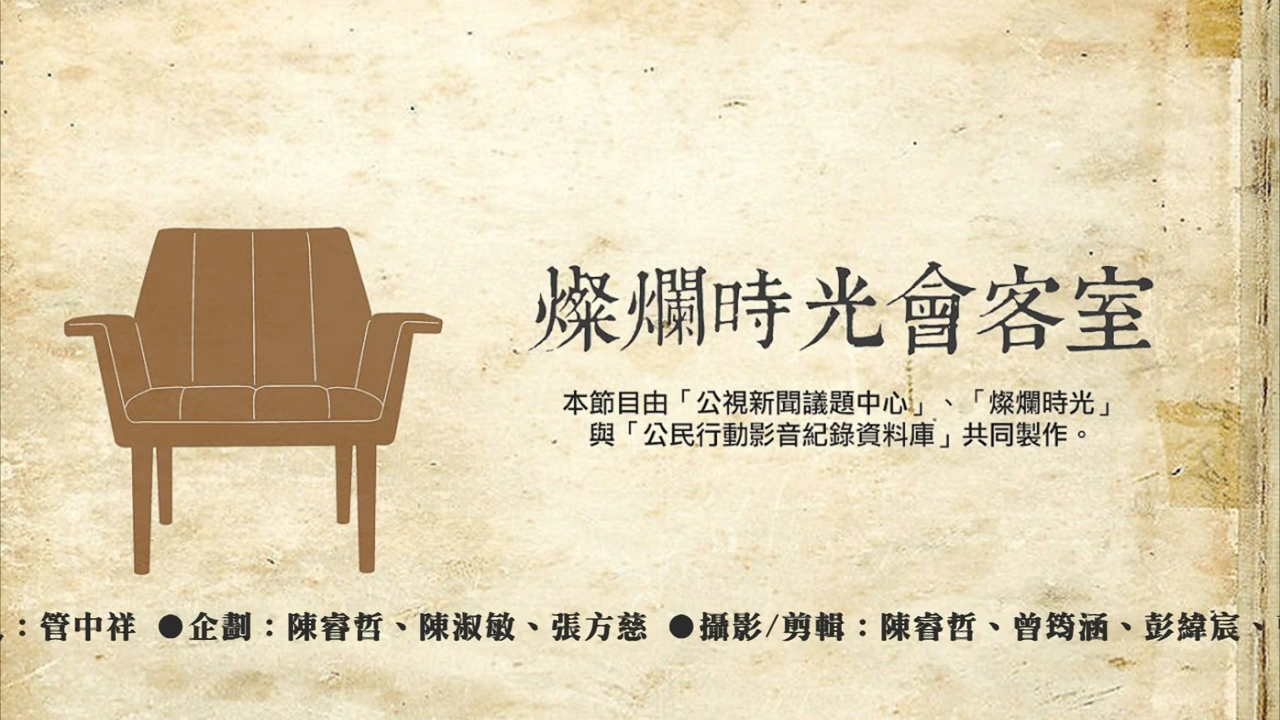 燦爛時光會客室
本節目由「公視新聞議題中心」、「燦爛時光」
與「公民行動影音紀錄資料庫」共同製作。
：管中祥 ●企劃：陳睿哲、陳淑敏、張方慈 ●攝影/剪輯：陳睿哲、曾筠涵、彭緯宸、